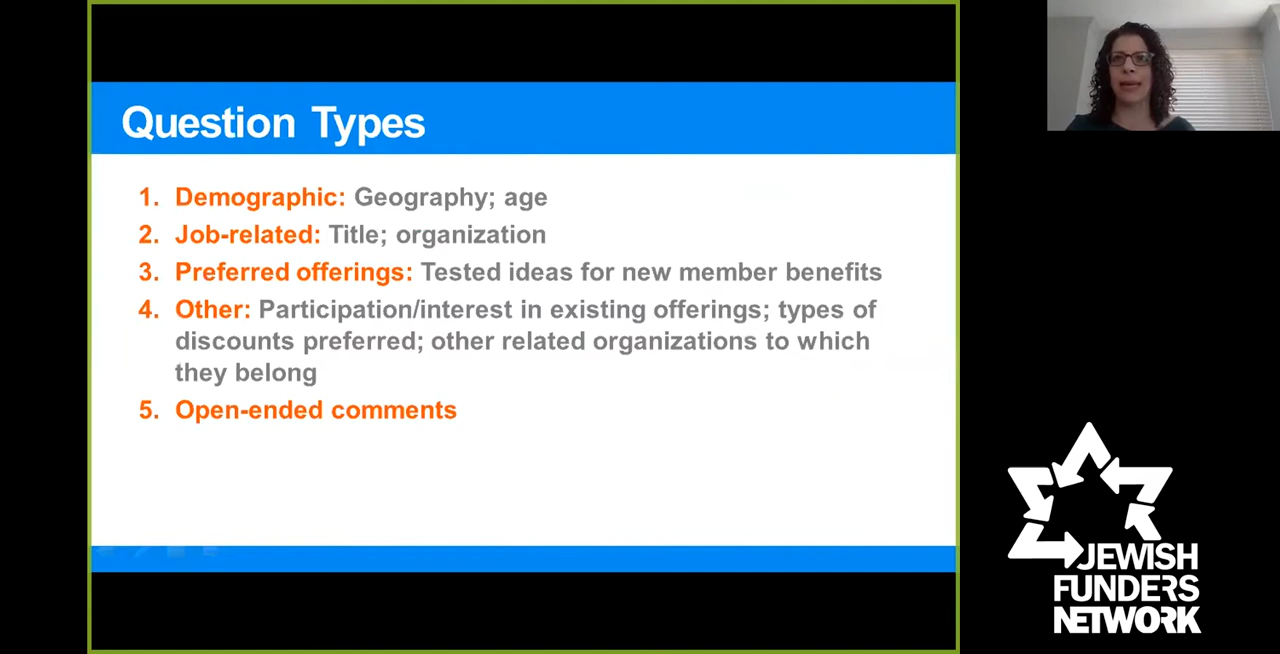 Question Types
1. Demographic: Geography; age
2. Job-related: Title; organization
3. Preferred offerings: Tested ideas for new member benefits
4. Other: Participation/interest in existing offerings; types of
discounts preferred; other related organizations to which
they belong
5. Open-ended comments
JEWISH
FUNDERS
NETWORK